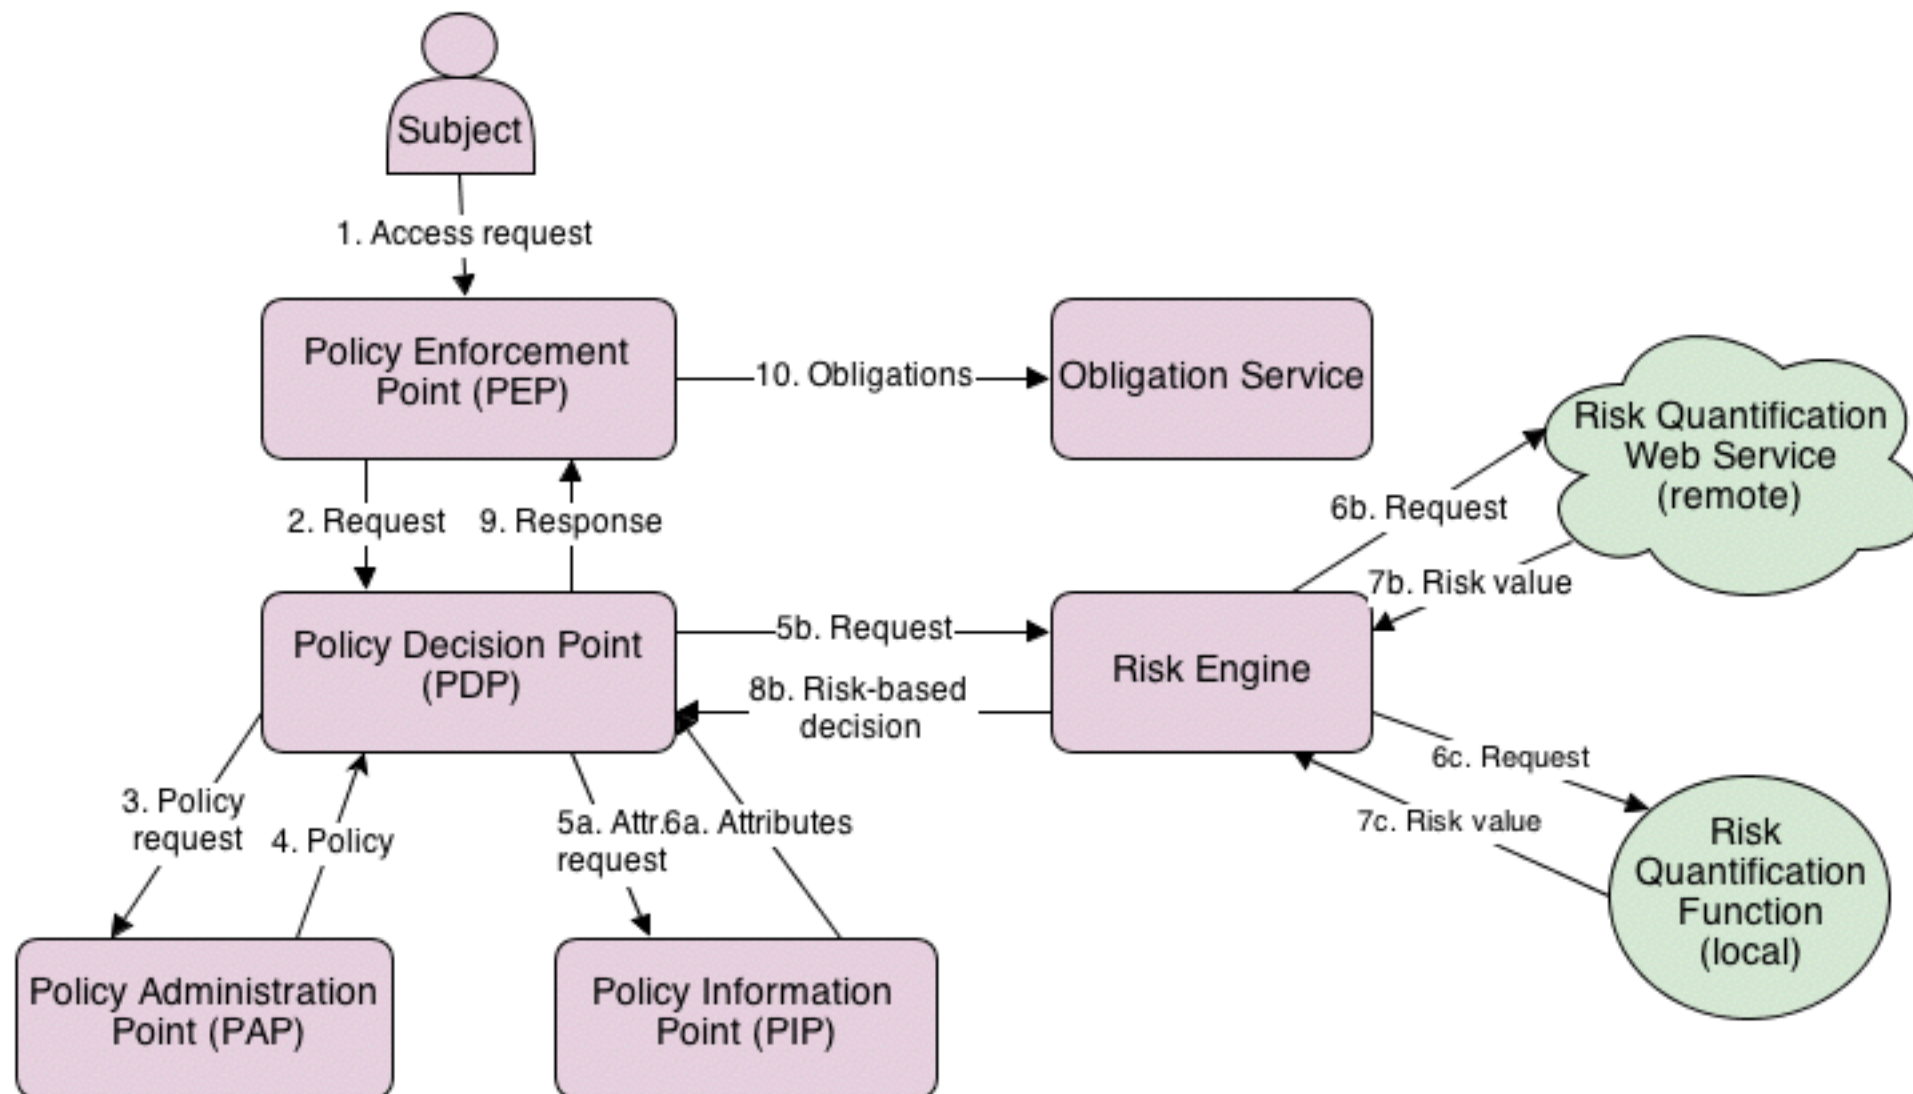 Subject
1. Access request
Policy Enforcement
Point (PEP)
10. Obligations
Obligation Service
Risk Quantification
Web Service
(remote)
6b. Request
2. Request
9. Response
7b. Risk value
Policy Decision Point
(PDP)
5b. Request
Risk Engine
8b. Risk-based
decision
6c. Request
3. Policy
request
4. Policy
5a. Attr.
request
6a. Attributes
7c. Risk value
Risk
Quantification
Function
(local)
Policy Administration
Point (PAP)
Policy Information
Point (PIP)